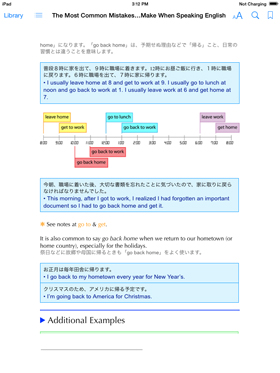 iPad
3:12 PM
Not Charging
Library
The Most Common Mistakes...Make When Speaking English
AA
home」になります。「go back home」は、予期せぬ理由などで「帰る」こと、日常の
習慣とは違うことを意味します。
普段８時に家を出て、９時に職場に着きます。12時にお昼ご飯に行き、１時に職場
に戻ります。６時に職場を出て、７時に家に帰ります。
• I usually leave home at 8 and get to work at 9. I usually go to lunch at
noon and go back to work at 1. I usually leave work at 6 and get home at
7.
leave home
go to lunch
leave work
get to work
go back to work
get home
8:00 9:00 10:00 11:00 12:00 1:00 2:00 3:00 4:00 5:00 6:00 7:00 8:00
go back to work
go back home
今朝、職場に着いた後、大切な書類を忘れたことに気づいたので、家に取りに戻ら
なければなりませんでした。
• This morning, after I got to work, I realized I had forgotten an important
document so I had to go back home and get it.
See notes at go to & get.
It is also common to say go back home when we return to our hometown (or
home country), especially for the holidays.
祭日などに故郷や母国に帰るときも「go back home」をよく使います。
お正月は毎年田舎に帰ります。
• I go back to my hometown every year for New Year's.
クリスマスのため、アメリカに帰る予定です。
• I'm going back to America for Christmas.
Additional Examples